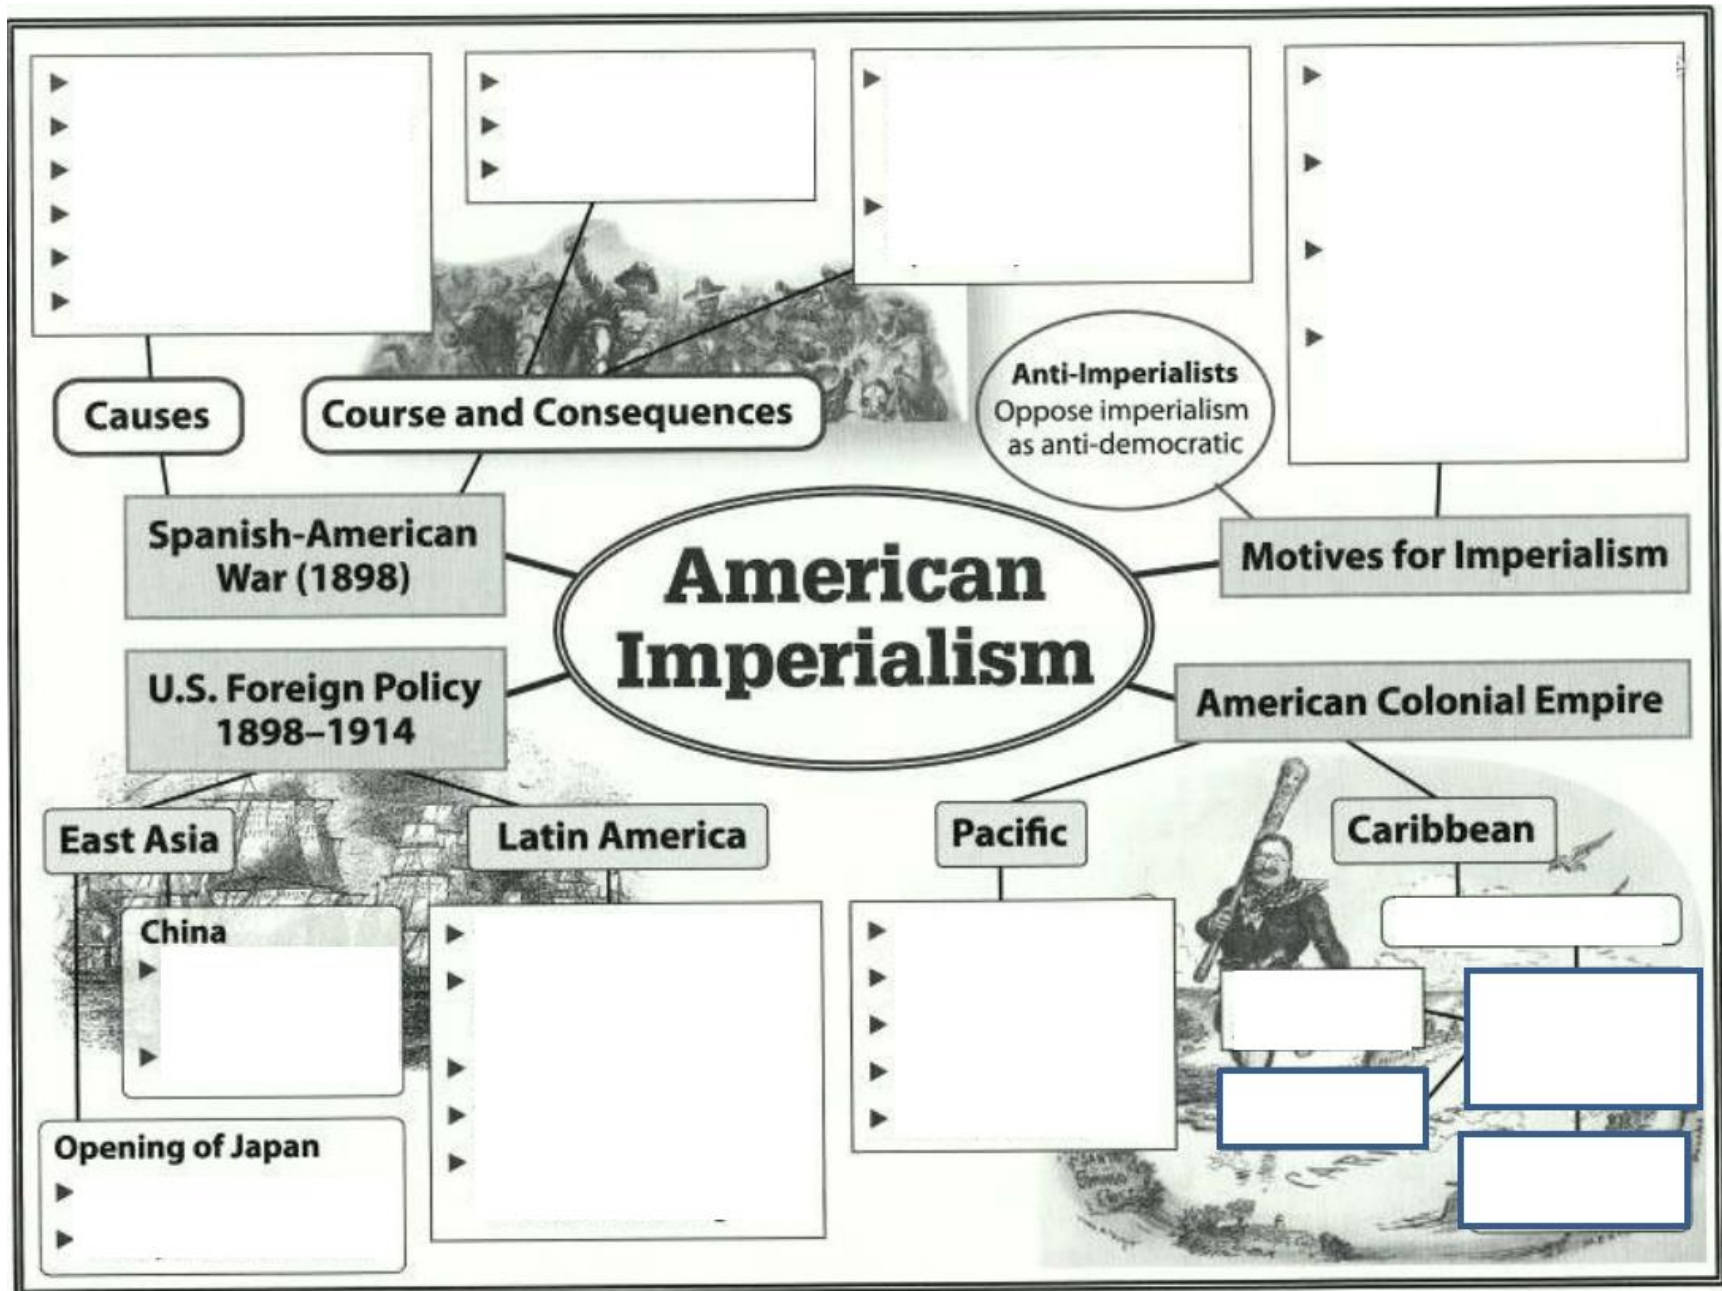 Causes
Course and Consequences
Anti-Imperialists
Oppose imperialism
as anti-democratic
Spanish-American
War (1898)
American
Imperialism
Motives for Imperialism
U.S. Foreign Policy
1898–1914
American Colonial Empire
East Asia
Latin America
Pacific
Caribbean
China
Opening of Japan